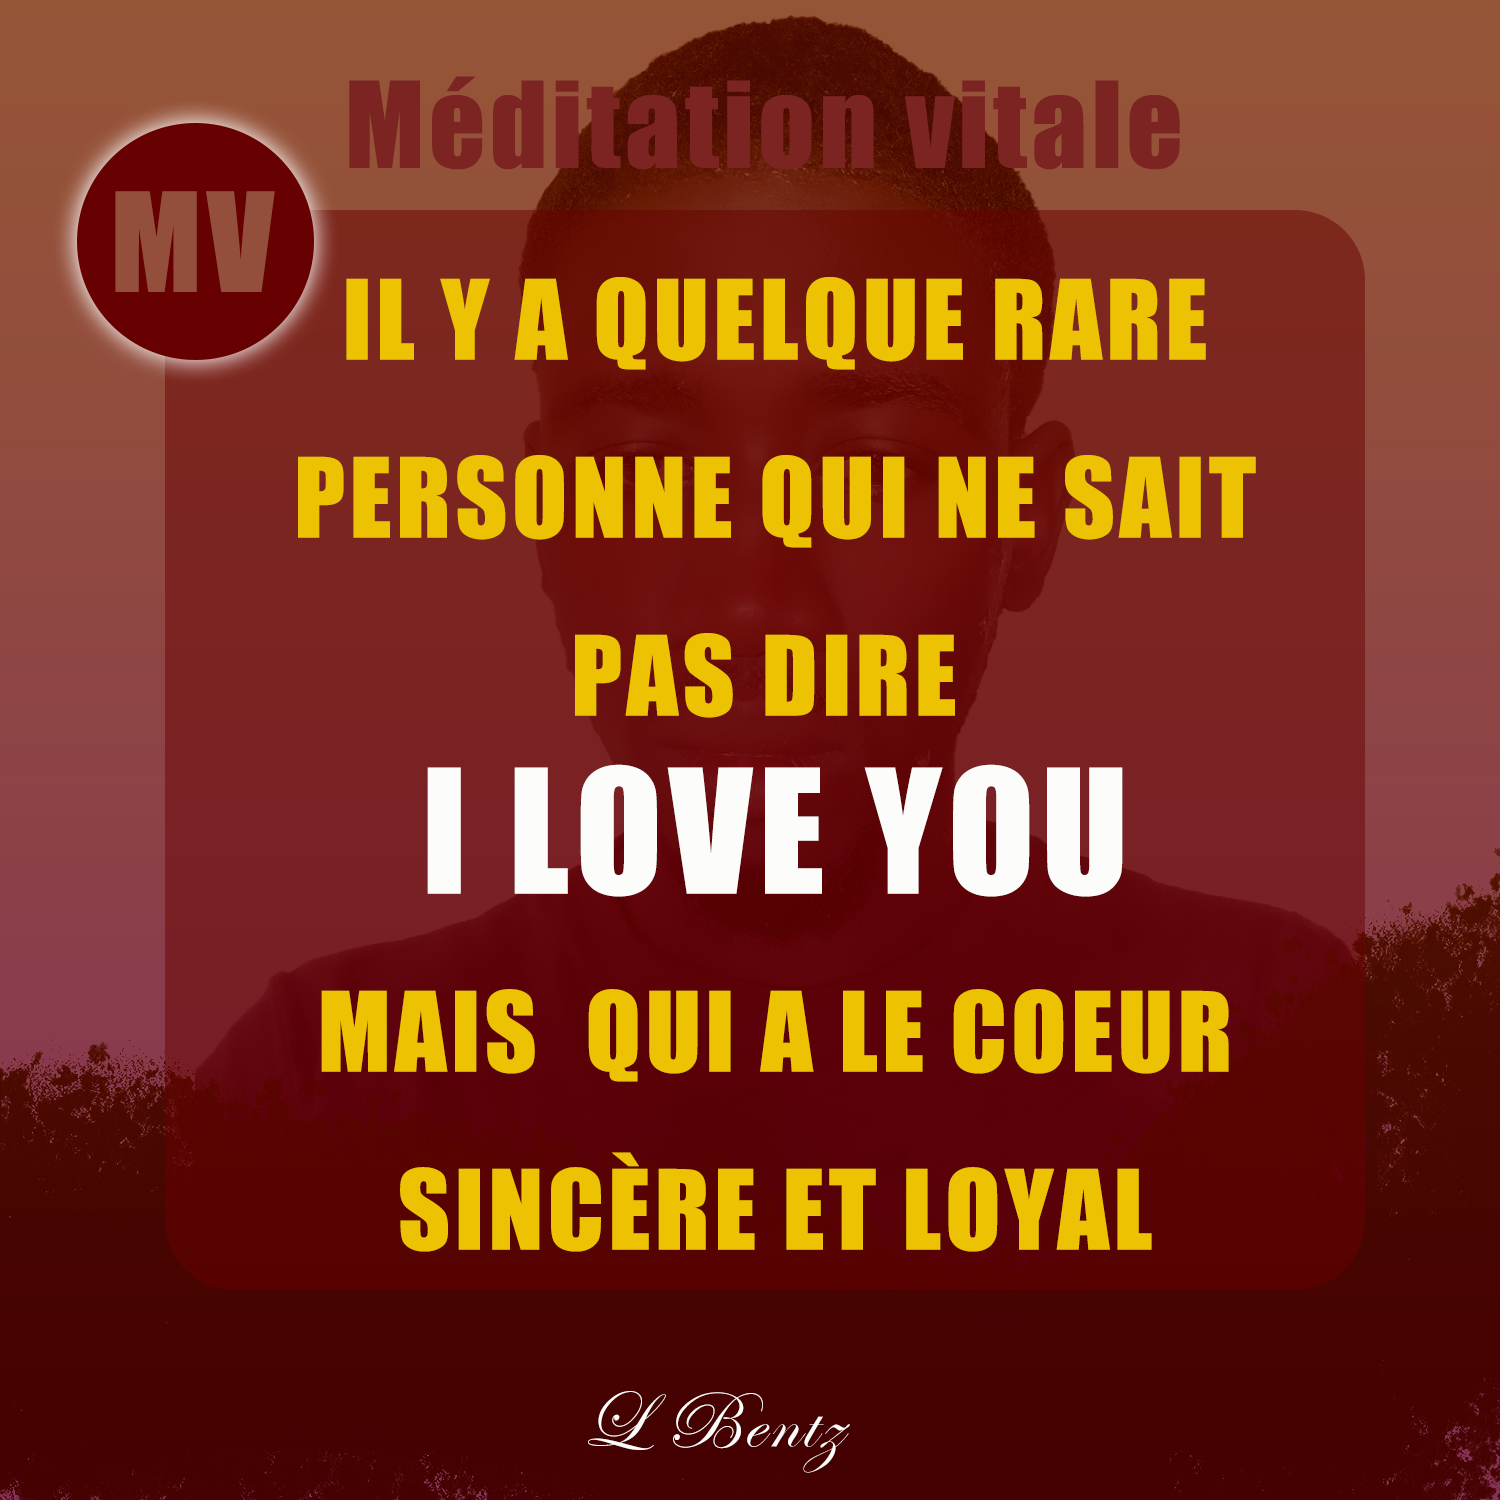 Méditation vitale
MV
IL Y A QUELQUE RARE
PERSONNE QUI NE SAIT
PAS DIRE
I LOVE YOU
MAIS QUI A LE COEUR
SINCÈRE ET LOYAL
L Bentz